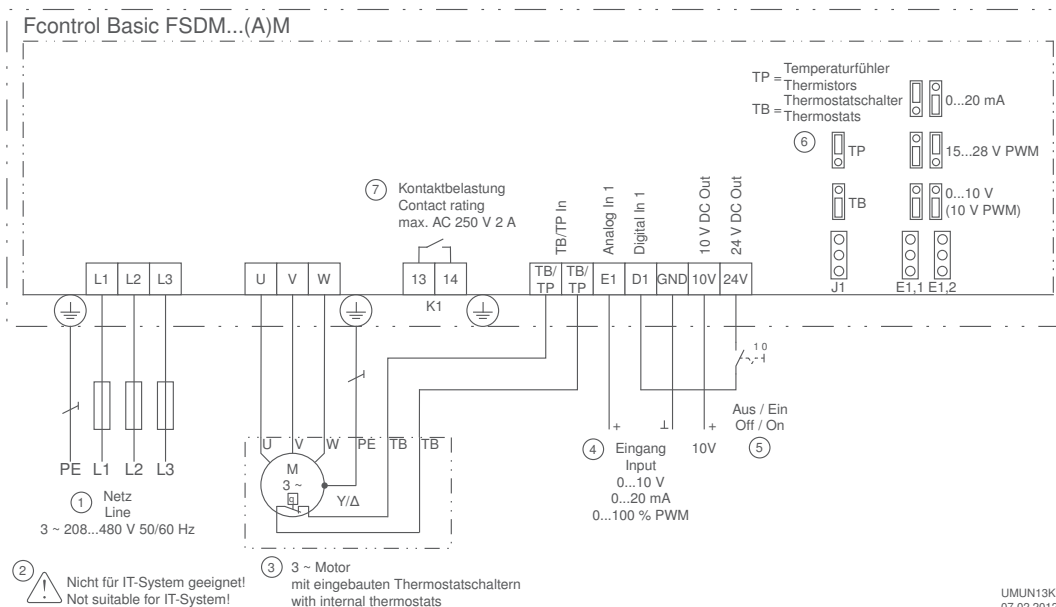 Fcontrol Basic FSDM...(A)M
TP =
Temperaturfühler
Thermistors
TB =
Thermostatschalter
Thermostats
0...20 mA
6
TP
15...28 V PWM
TB
0...10 V
(10 V PWM)
J1
E1,1 E1,2
7
Kontaktbelastung
Contact rating
max. AC 250 V 2 A
TB/TP In
Analog In 1
Digital In 1
10 V DC Out
24 V DC Out
L1 L2 L3
U V W
13 14
K1
TB/TP TB/TP E1 D1 GND 10V 24V
1 0
Aus / Ein
Off / On
5
+ ⊥ +
4
Eingang
Input
0...10 V
0...20 mA
0...100 % PWM
10V
U V W PE TB TB
M
3 ~
Y/Δ
PE L1 L2 L3
1
Netz
Line
3 ~ 208...480 V 50/60 Hz
2
Nicht für IT-System geeignet!
Not suitable for IT-System!
3
3 ~ Motor
mit eingebauten Thermostatschaltern
with internal thermostats
UMUN13K
07.02.2013